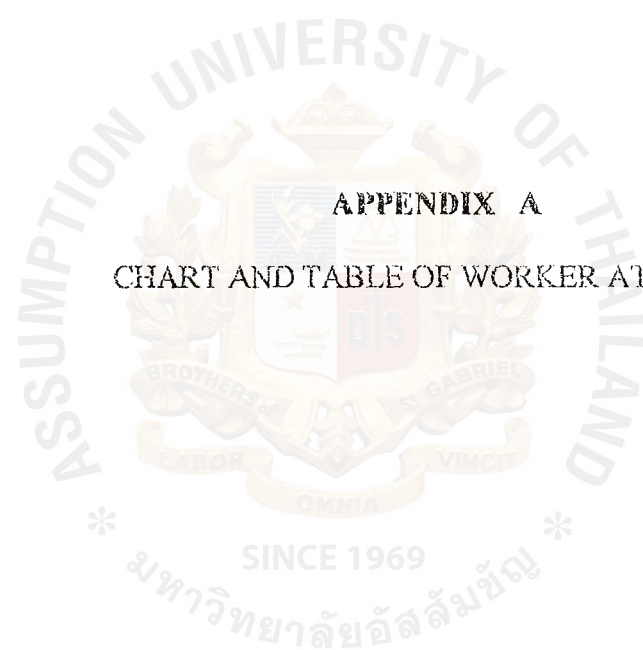 UNIVERSITY OF THAILAND
ASSUMPTION
APPENDIX A
CHART AND TABLE OF WORKER AT
D S
BROTHERS of St GABRIEL
LABOR VINCIT
OMNIA
* SINCE 1969 *
มหาวิทยาลัยอัสสัมชัญ